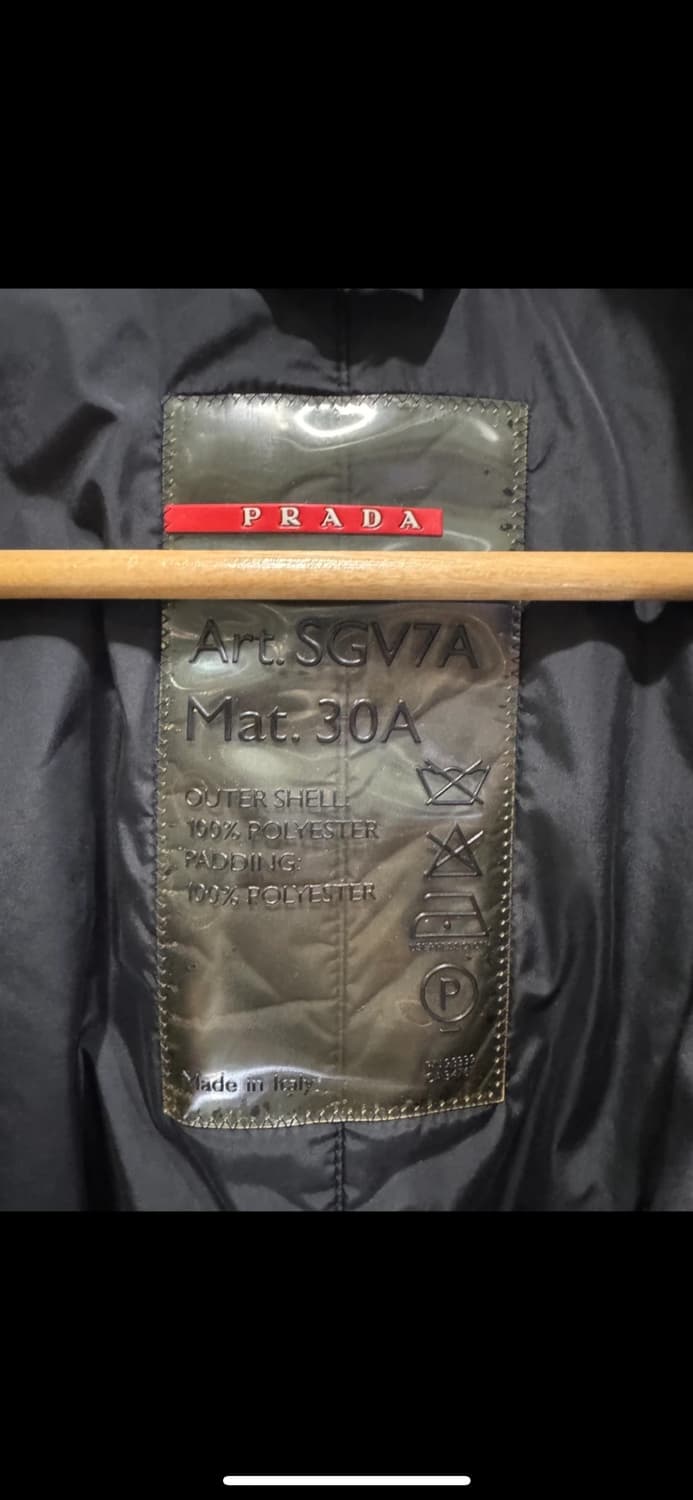 PRADA
Art. SGV7A
Mat. 30A
OUTER SHELL:
100% POLYESTER
PADDING:
100% POLYESTER
P
Made in Italy